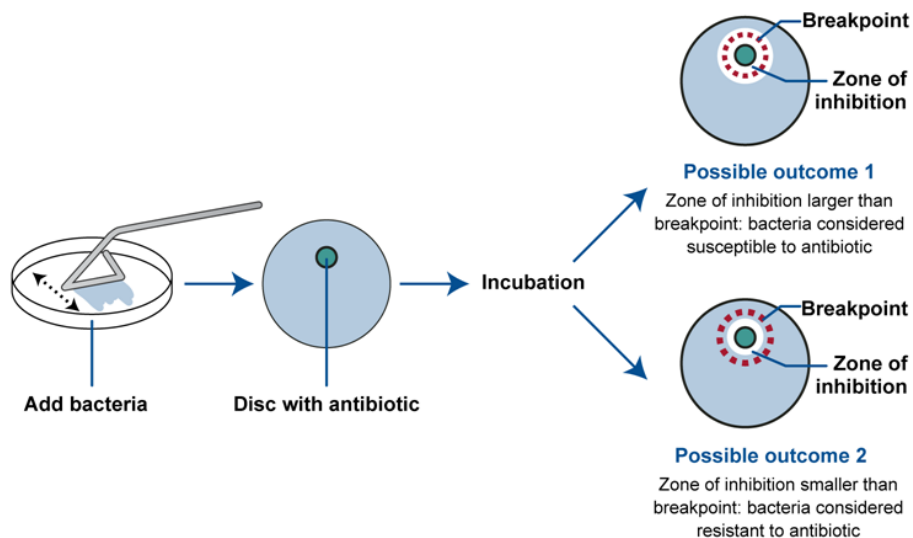 Breakpoint
Zone of
inhibition
Possible outcome 1
Zone of inhibition larger than
breakpoint: bacteria considered
susceptible to antibiotic
Add bacteria
Disc with antibiotic
Incubation
Breakpoint
Zone of
inhibition
Possible outcome 2
Zone of inhibition smaller than
breakpoint: bacteria considered
resistant to antibiotic